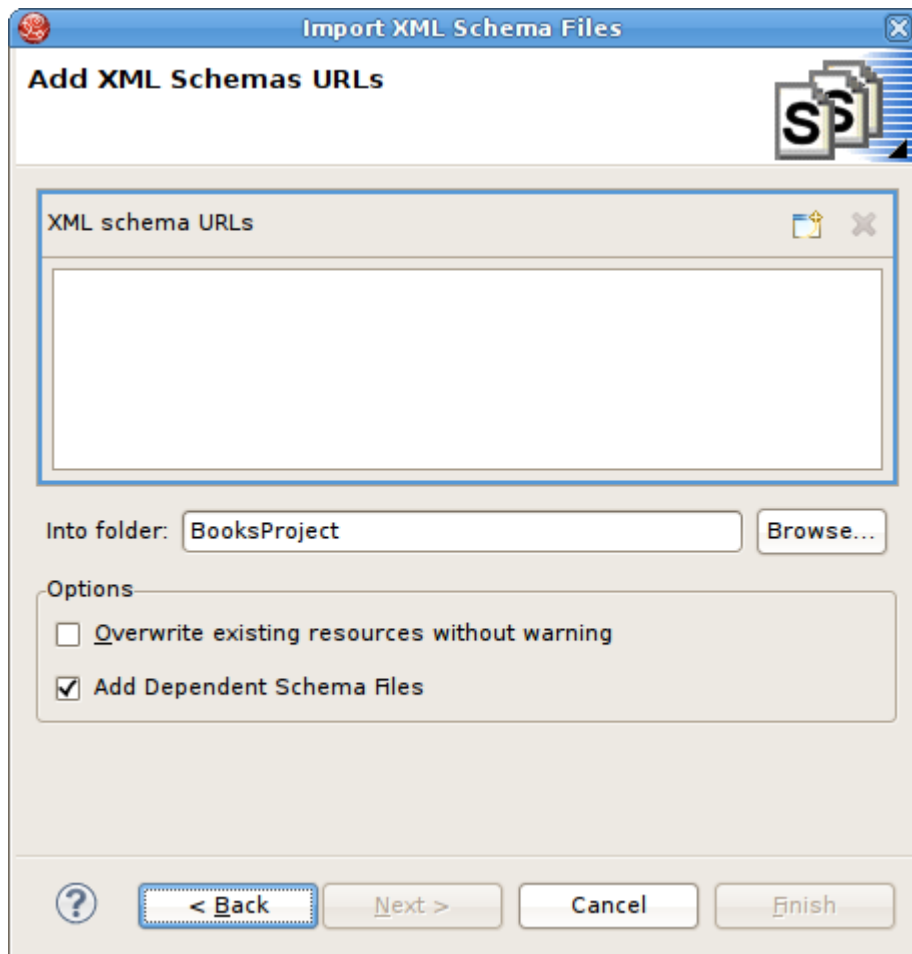 Import XML Schema Files
Add XML Schemas URLs
S S
XML schema URLs
Into folder: BooksProject Browse...
Options
Overwrite existing resources without warning
Add Dependent Schema Files
? < Back Next > Cancel Finish